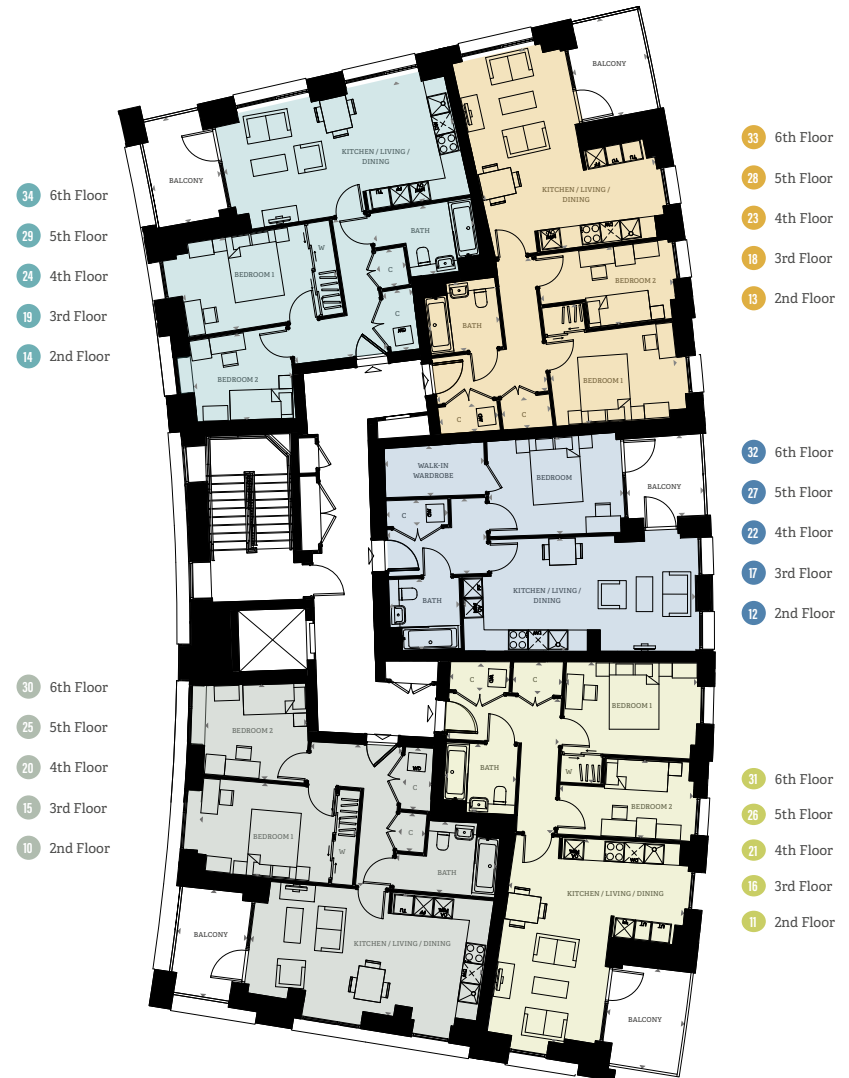 BALCONY
KITCHEN / LIVING /
DINING
BALCONY
BATH
BEDROOM 1
W
C
C
BEDROOM 2
KITCHEN / LIVING /
DINING
BEDROOM 2
BATH
BEDROOM 1
C
C
34 6th Floor
29 5th Floor
24 4th Floor
19 3rd Floor
14 2nd Floor
33 6th Floor
28 5th Floor
23 4th Floor
18 3rd Floor
13 2nd Floor
WALK-IN
WARDROBE
BEDROOM
BALCONY
C
BATH
KITCHEN / LIVING /
DINING
32 6th Floor
27 5th Floor
22 4th Floor
17 3rd Floor
12 2nd Floor
30 6th Floor
25 5th Floor
20 4th Floor
15 3rd Floor
10 2nd Floor
BEDROOM 2
C
BEDROOM 1
W
C
BATH
BALCONY
KITCHEN / LIVING / DINING
C
C
BEDROOM 1
BATH
W
BEDROOM 2
KITCHEN / LIVING / DINING
BALCONY
31 6th Floor
26 5th Floor
21 4th Floor
16 3rd Floor
11 2nd Floor